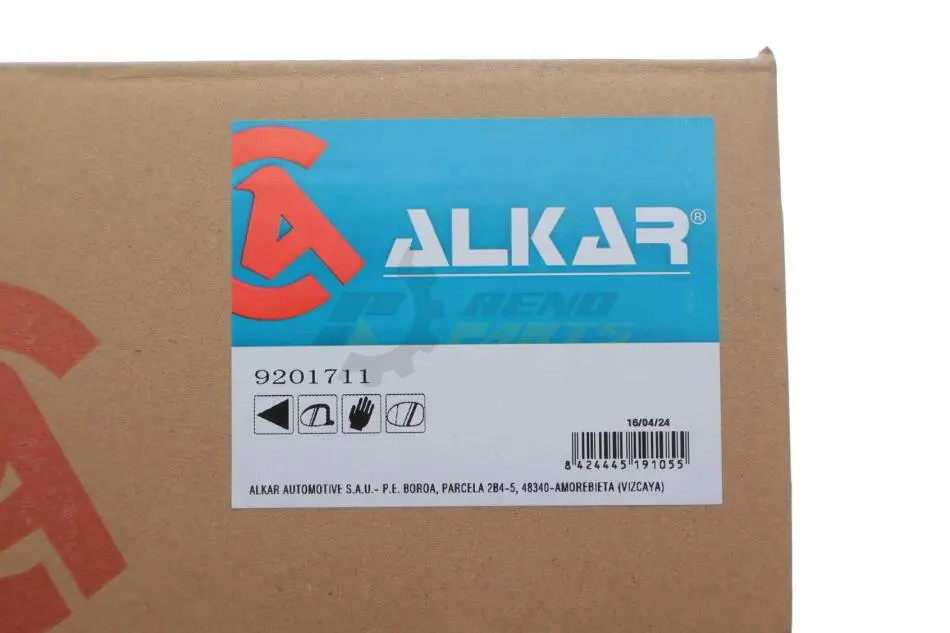 ALKAR®
RENO
PARTS
9201711
16/04/24
8 424445 191055
ALKAR AUTOMOTIVE S.A.U.- P.E. BOROA, PARCELA 2B4-5, 48340-AMOREBIETA (VIZCAYA)